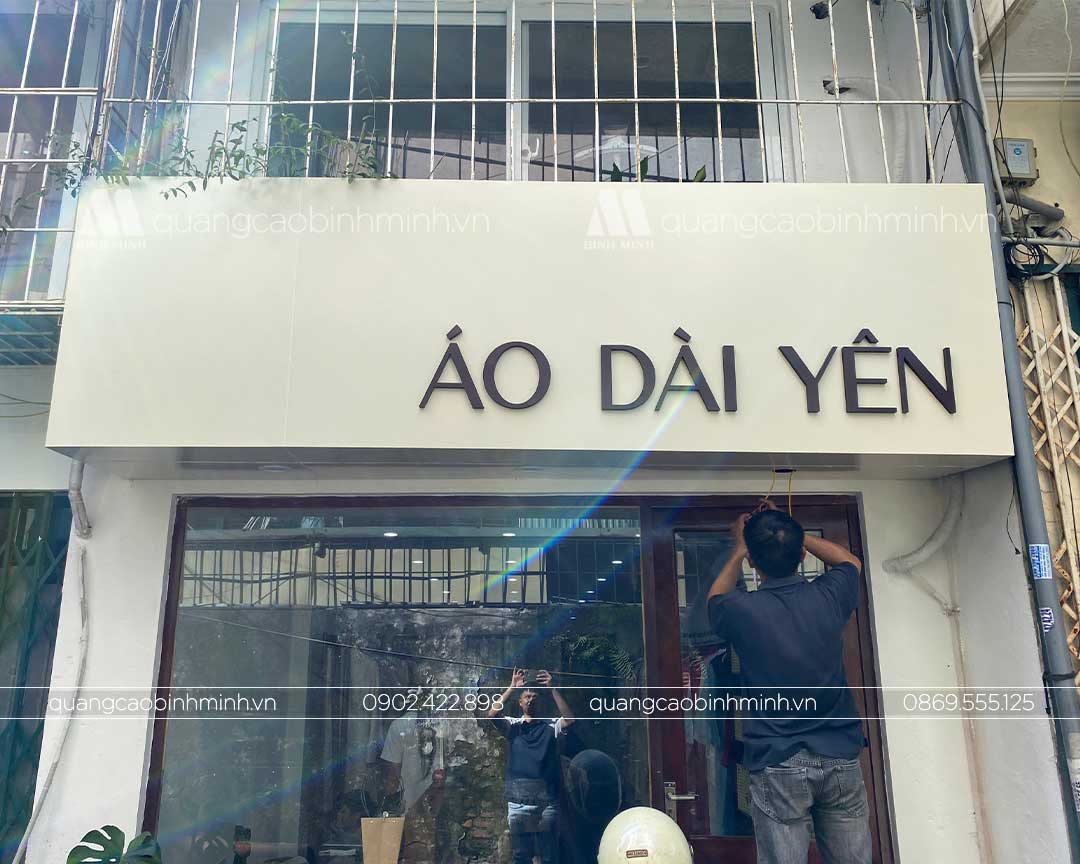 BINH MINH quangcaobinhminh.vn BINH MINH quangcaobinhminh.vn
ÁO DÀI YÊN
quangcaobinhminh.vn 0902.422.898 quangcaobinhminh.vn 0869.555.125